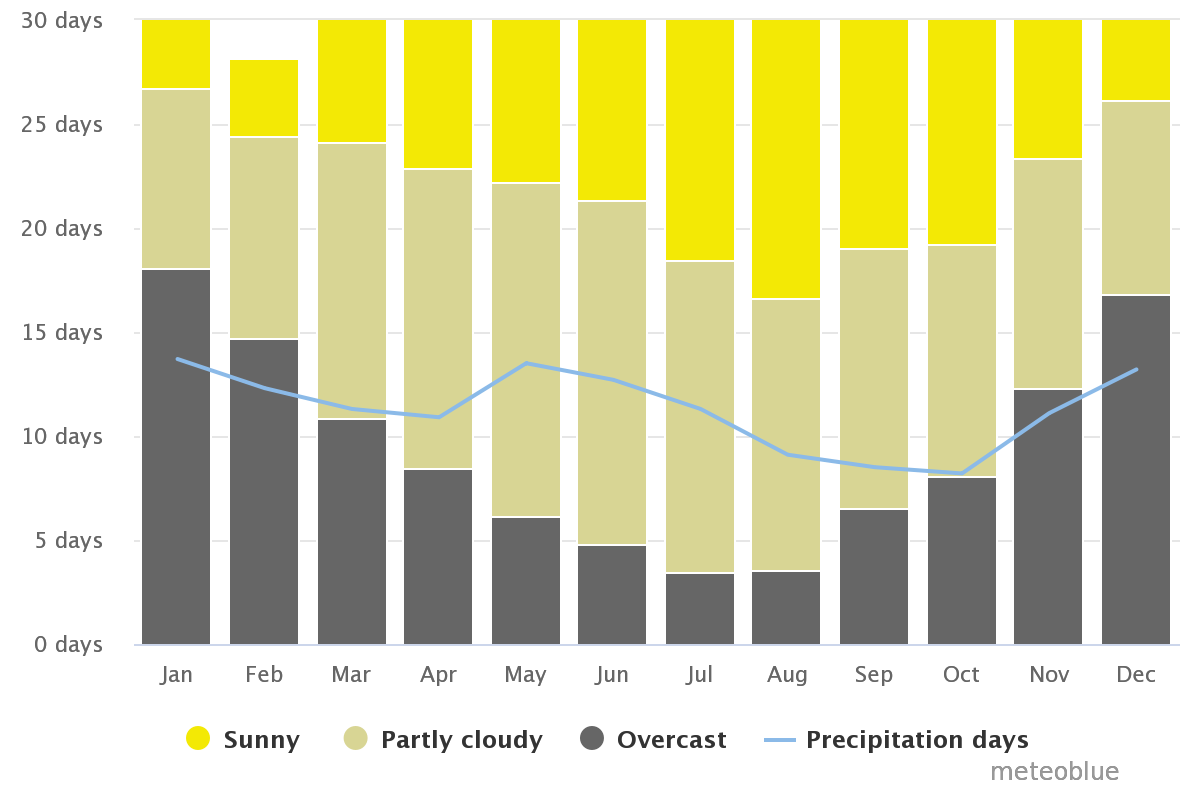 30 days
25 days
20 days
15 days
10 days
5 days
0 days
Jan Feb Mar Apr May Jun Jul Aug Sep Oct Nov Dec
Sunny Partly cloudy Overcast Precipitation days
meteoblue